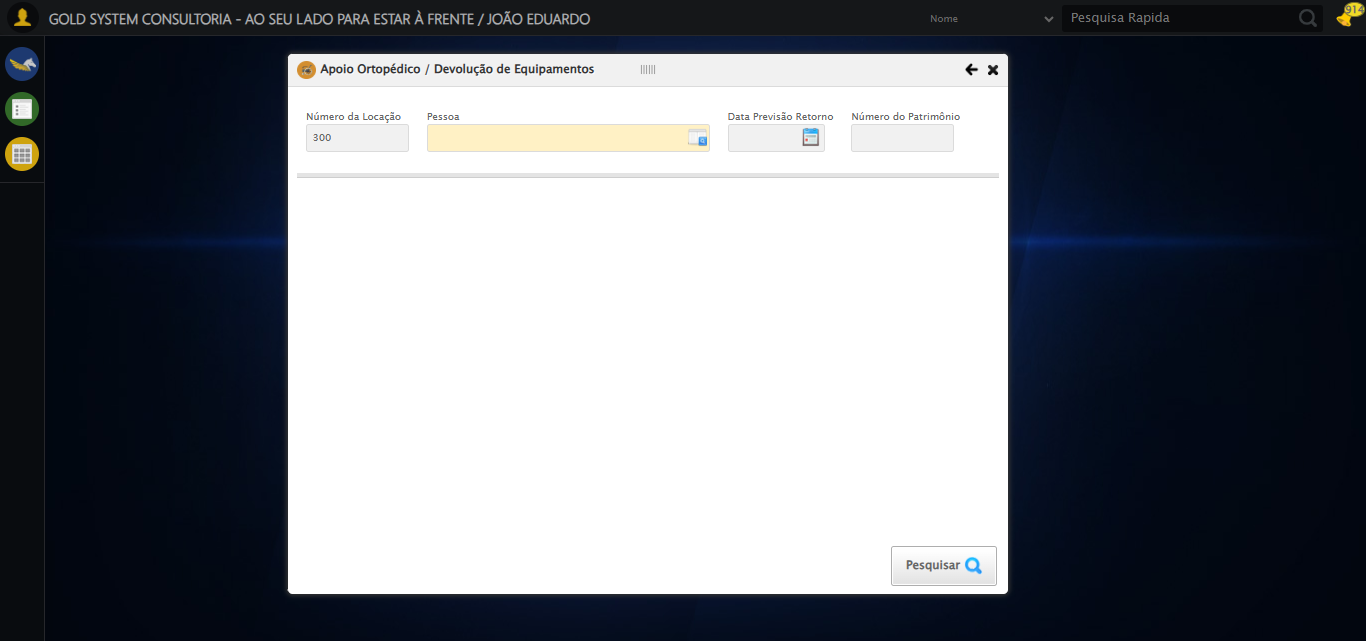 GOLD SYSTEM CONSULTORIA - AO SEU LADO PARA ESTAR À FRENTE / JOÃO EDUARDO
Nome
Pesquisa Rapida
914
Apoio Ortopédico / Devolução de Equipamentos
Número da Locação
Pessoa
Data Previsão Retorno
Número do Patrimônio
300
Pesquisar